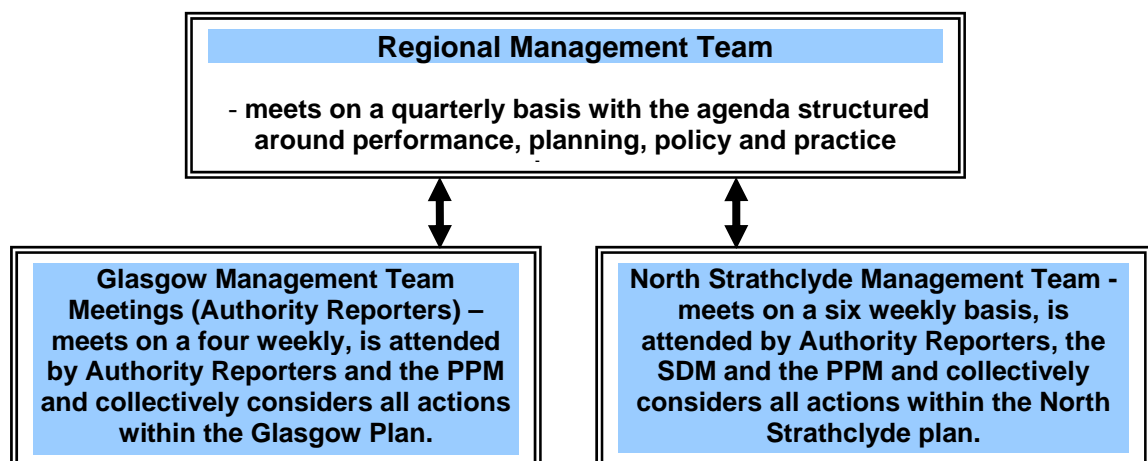 Regional Management Team
- meets on a quarterly basis with the agenda structured
around performance, planning, policy and practice
Glasgow Management Team
Meetings (Authority Reporters) –
meets on a four weekly, is attended
by Authority Reporters and the PPM
and collectively considers all actions
within the Glasgow Plan.
North Strathclyde Management Team -
meets on a six weekly basis, is
attended by Authority Reporters, the
SDM and the PPM and collectively
considers all actions within the North
Strathclyde plan.